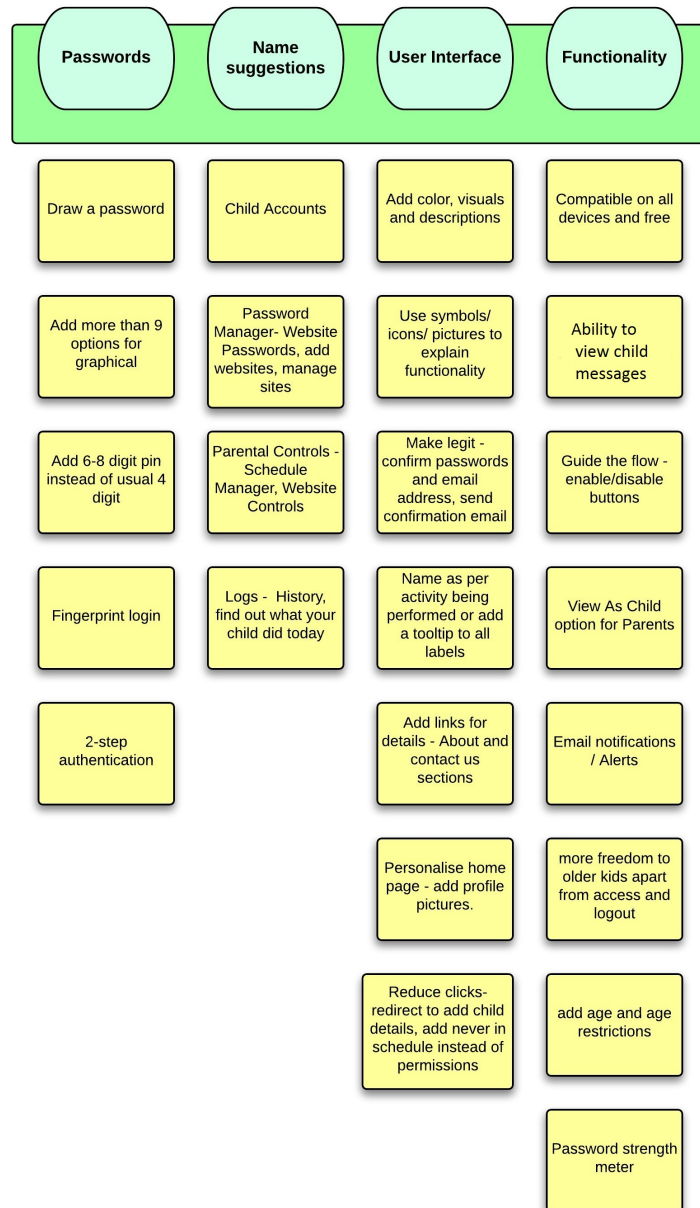 Passwords
Name
suggestions
User Interface
Functionality
Draw a password
Child Accounts
Add color, visuals
and descriptions
Compatible on all
devices and free
Add more than 9
options for
graphical
Password
Manager- Website
Passwords, add
websites, manage
sites
Use symbols/
icons/ pictures to
explain
functionality
Ability to
view child
messages
Add 6-8 digit pin
instead of usual 4
digit
Parental Controls -
Schedule
Manager, Website
Controls
Make legit -
confirm passwords
and email
address, send
confirmation email
Guide the flow -
enable/disable
buttons
Fingerprint login
Logs - History,
find out what your
child did today
Name as per
activity being
performed or add
a tooltip to all
labels
View As Child
option for Parents
2-step
authentication
Add links for
details - About and
contact us
sections
Email notifications
/ Alerts
Personalise home
page - add profile
pictures.
more freedom to
older kids apart
from access and
logout
Reduce clicks-
redirect to add child
details, add never in
schedule instead of
permissions
add age and age
restrictions
Password strength
meter